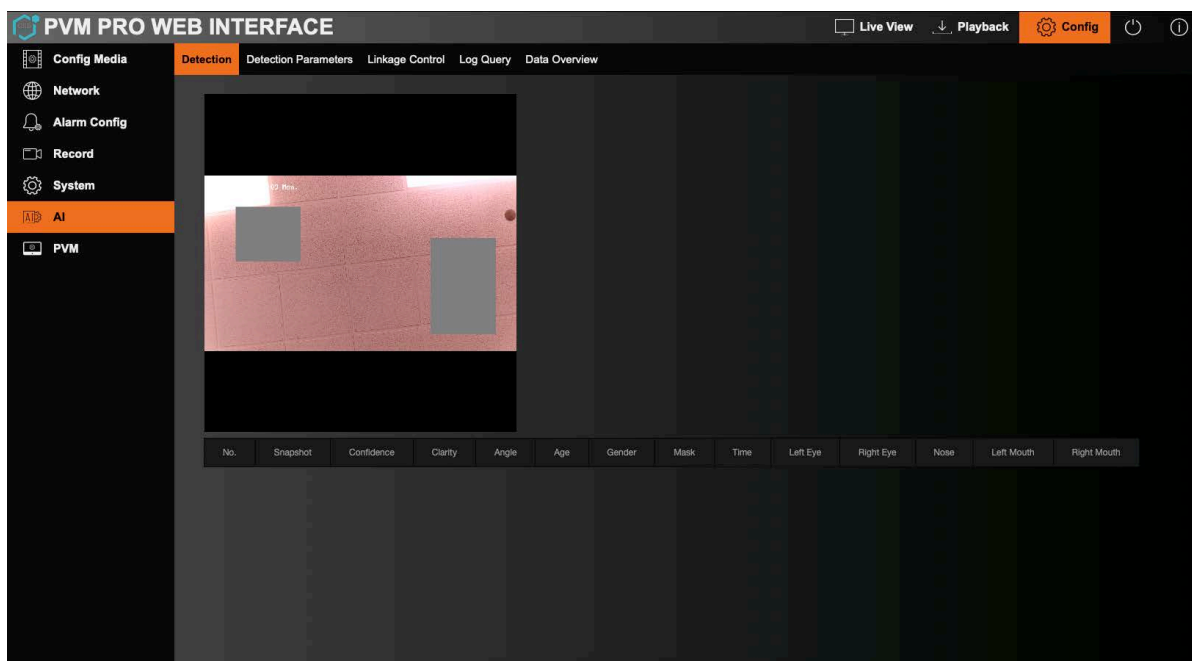 PVM PRO WEB INTERFACE
Live View Playback Config
Config Media
Network
Alarm Config
Record
System
AI
PVM
Detection Detection Parameters Linkage Control Log Query Data Overview
No. Snapshot Confidence Clarity Angle Age Gender Mask Time Left Eye Right Eye Nose Left Mouth Right Mouth